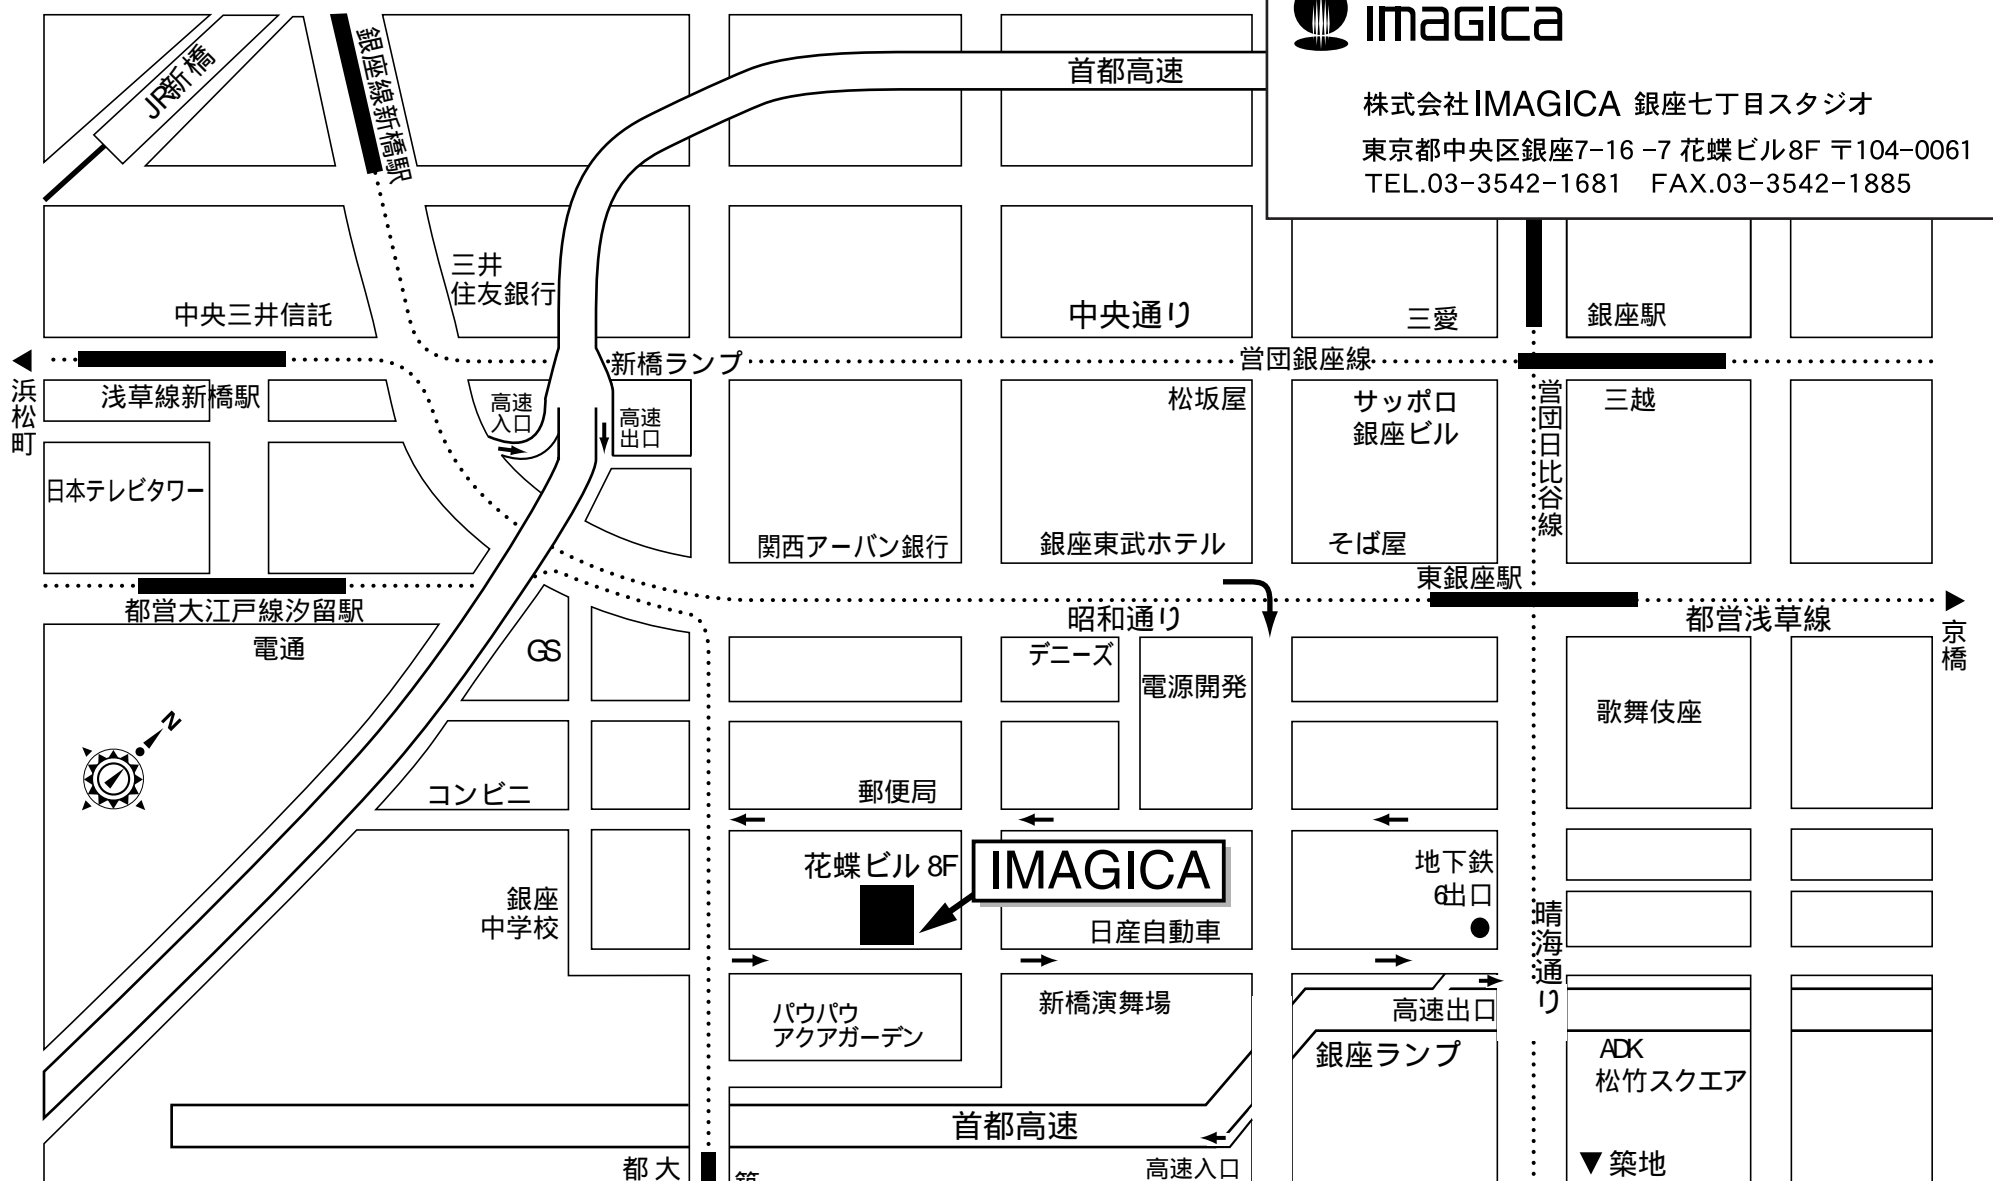 imagica
株式会社IMAGICA 銀座七丁目スタジオ
東京都中央区銀座7-16-7 花蝶ビル8F 〒104-0061
TEL.03-3542-1681 FAX.03-3542-1885
JR新橋
銀座線新橋駅
首都高速
三井
住友銀行
中央三井信託
中央通り
三愛
銀座駅
新橋ランプ
営団銀座線
浜松町
浅草線新橋駅
高速
入口
高速
出口
松坂屋
サッポロ
銀座ビル
営団日比谷線
三越
日本テレビタワー
関西アーバン銀行
銀座東武ホテル
そば屋
東銀座駅
都営大江戸線汐留駅
昭和通り
都営浅草線
京橋
電通
GS
デニーズ
電源開発
歌舞伎座
N
コンビニ
郵便局
花蝶ビル 8F
IMAGICA
地下鉄
6出口
銀座
中学校
日産自動車
晴海通り
パウパウ
アクアガーデン
新橋演舞場
高速出口
銀座ランプ
ADK
松竹スクエア
首都高速
都 大
高速入口
築地